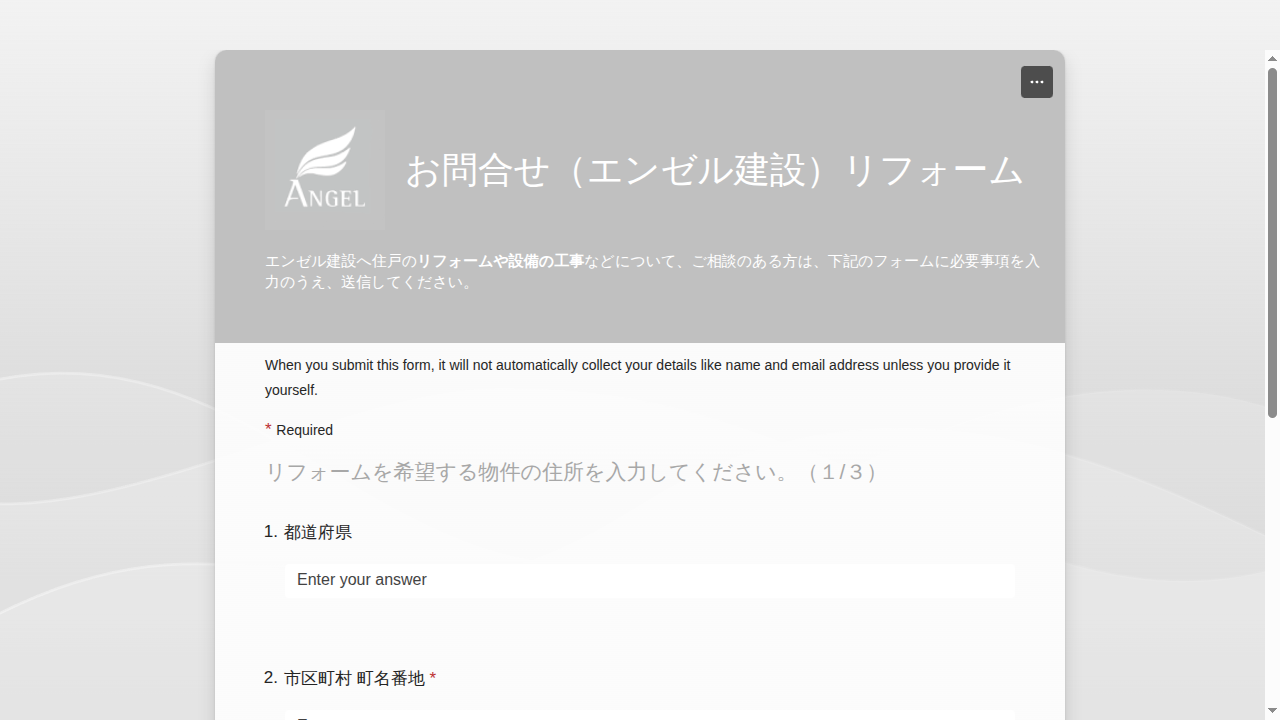 ANGEL
お問合せ（エンゼル建設）リフォーム
エンゼル建設へ住戸のリフォームや設備の工事などについて、ご相談のある方は、下記のフォームに必要事項を入
力のうえ、送信してください。
When you submit this form, it will not automatically collect your details like name and email address unless you provide it
yourself.
* Required
リフォームを希望する物件の住所を入力してください。（１/３）
1. 都道府県
Enter your answer
2. 市区町村 町名番地 *